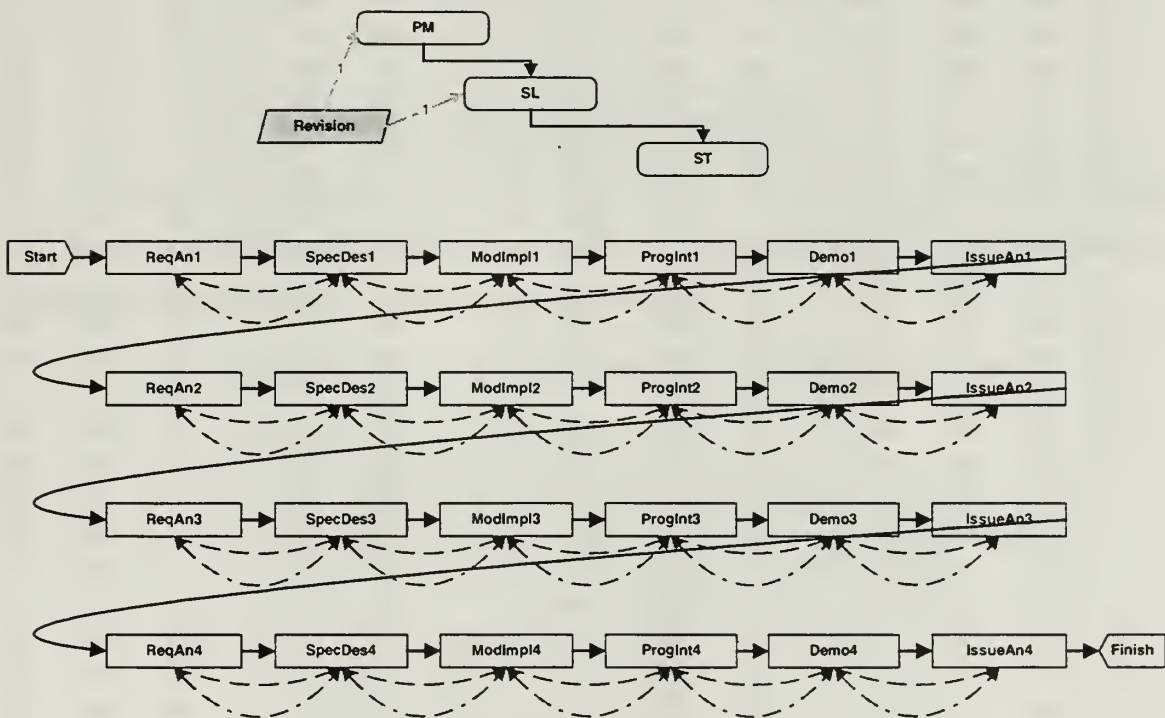 PM
1
SL
1
Revision
ST
Start ReqAn1 SpecDes1 ModImpl1 ProgInt1 Demo1 IssueAn1
ReqAn2 SpecDes2 ModImpl2 ProgInt2 Demo2 IssueAn2
ReqAn3 SpecDes3 ModImpl3 ProgInt3 Demo3 IssueAn3
ReqAn4 SpecDes4 ModImpl4 ProgInt4 Demo4 IssueAn4 Finish